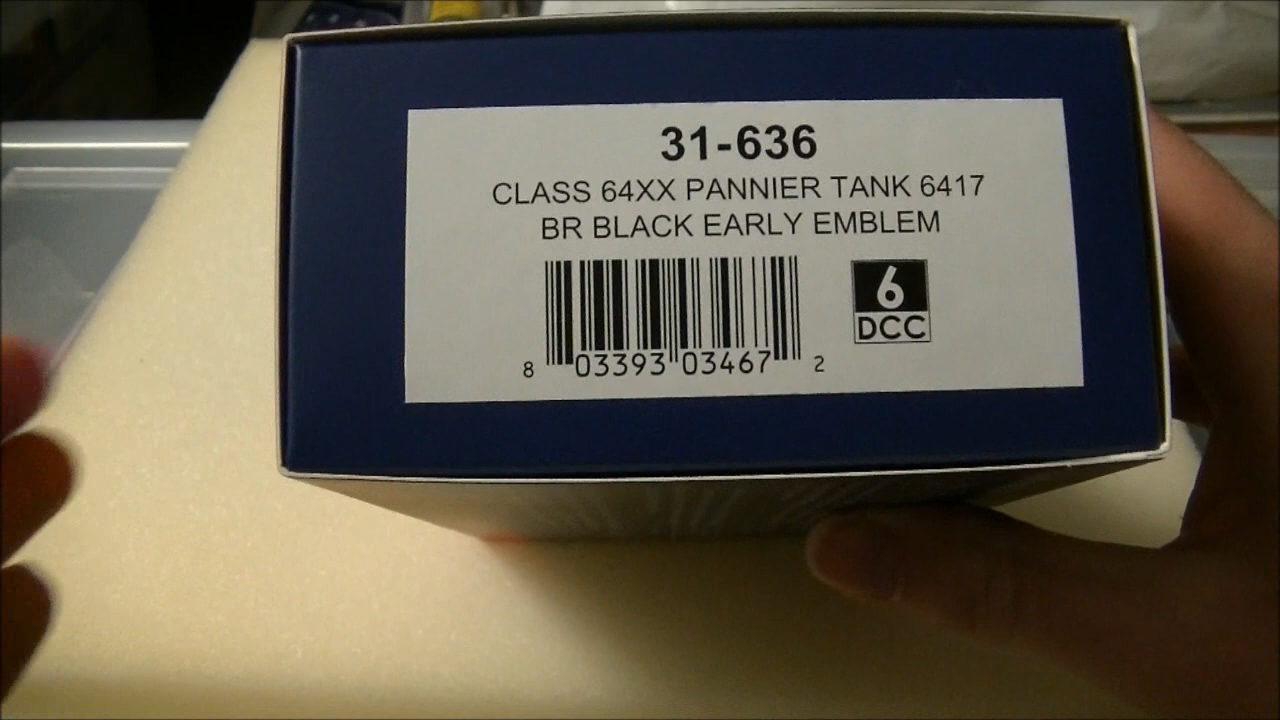 31-636
CLASS 64XX PANNIER TANK 6417
BR BLACK EARLY EMBLEM
6
DCC
8 03393 03467 2